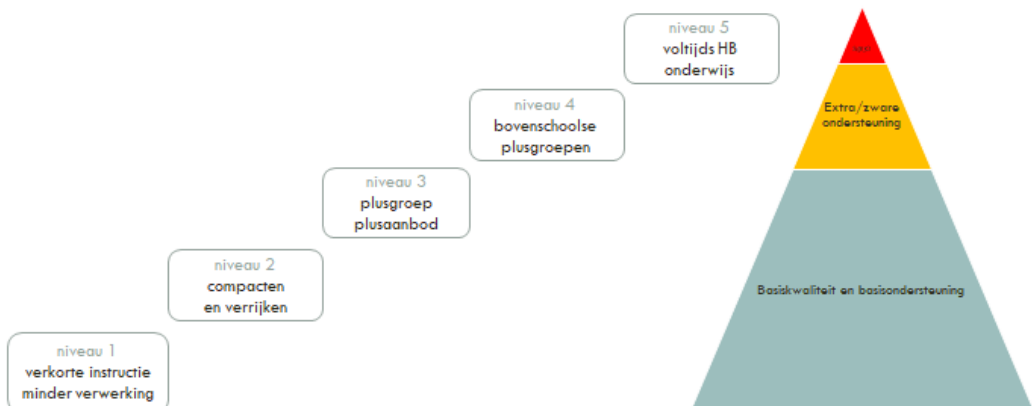 niveau 5
voltijds HB
onderwijs
niveau 4
bovenschoolse
plusgroepen
niveau 3
plusgroep
plusaanbod
niveau 2
compacten
en verrijken
niveau 1
verkorte instructie
minder verwerking
Extra/zware
ondersteuning
Basiskwaliteit en basisondersteuning